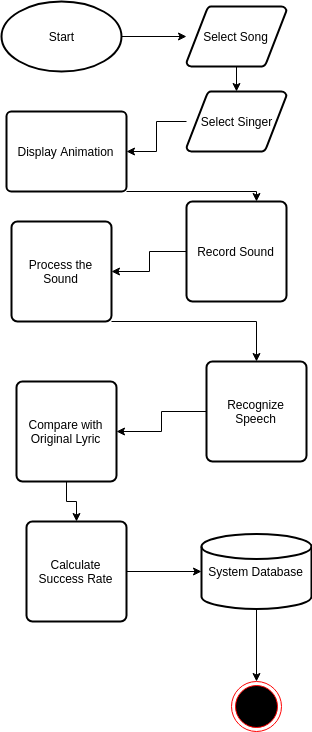 Start
Select Song
Select Singer
Display Animation
Record Sound
Process the
Sound
Recognize
Speech
Compare with
Original Lyric
Calculate
Success Rate
System Database